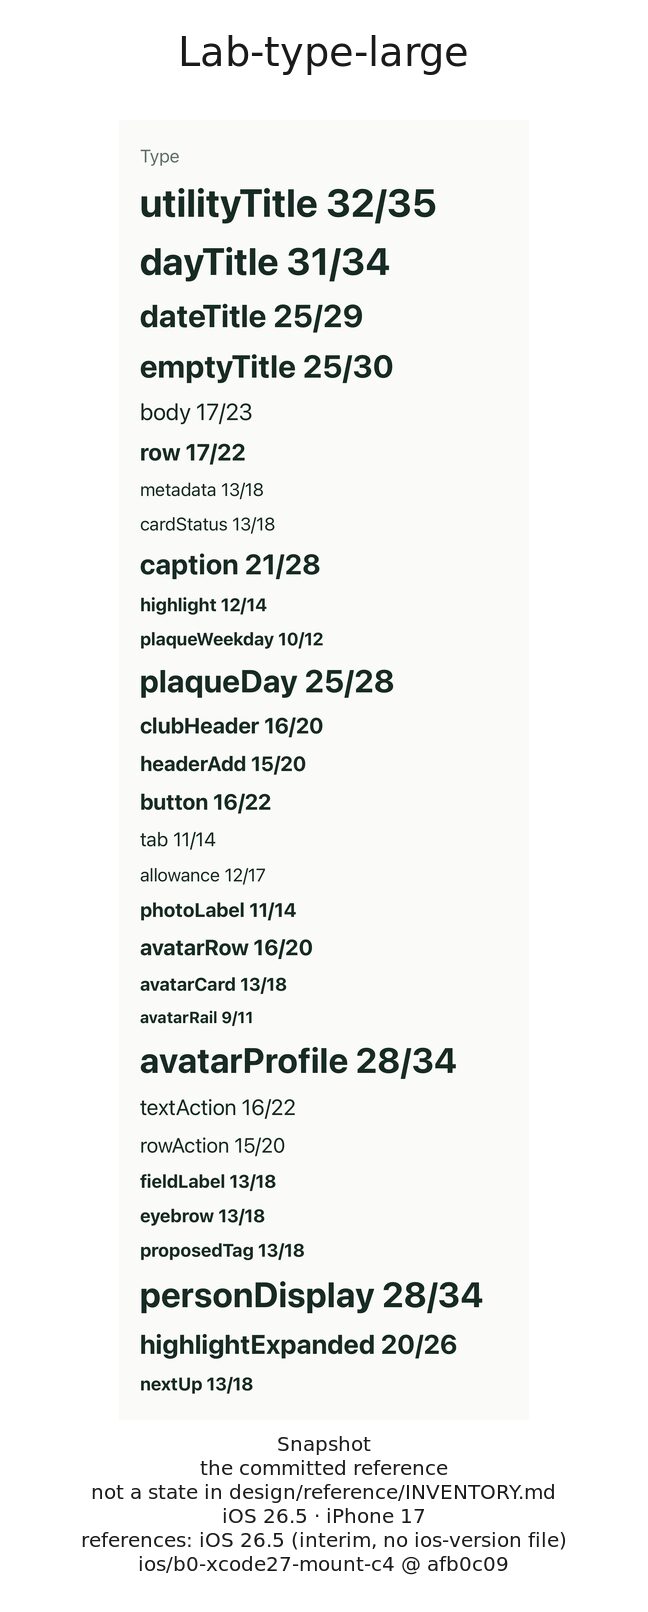 Lab-type-large
Type
utilityTitle 32/35
dayTitle 31/34
dateTitle 25/29
emptyTitle 25/30
body 17/23
row 17/22
metadata 13/18
cardStatus 13/18
caption 21/28
highlight 12/14
plaqueWeekday 10/12
plaqueDay 25/28
clubHeader 16/20
headerAdd 15/20
button 16/22
tab 11/14
allowance 12/17
photoLabel 11/14
avatarRow 16/20
avatarCard 13/18
avatarRail 9/11
avatarProfile 28/34
textAction 16/22
rowAction 15/20
fieldLabel 13/18
eyebrow 13/18
proposedTag 13/18
personDisplay 28/34
highlightExpanded 20/26
nextUp 13/18
Snapshot
the committed reference
not a state in design/reference/INVENTORY.md
iOS 26.5 · iPhone 17
references: iOS 26.5 (interim, no ios-version file)
ios/b0-xcode27-mount-c4 @ afb0c09